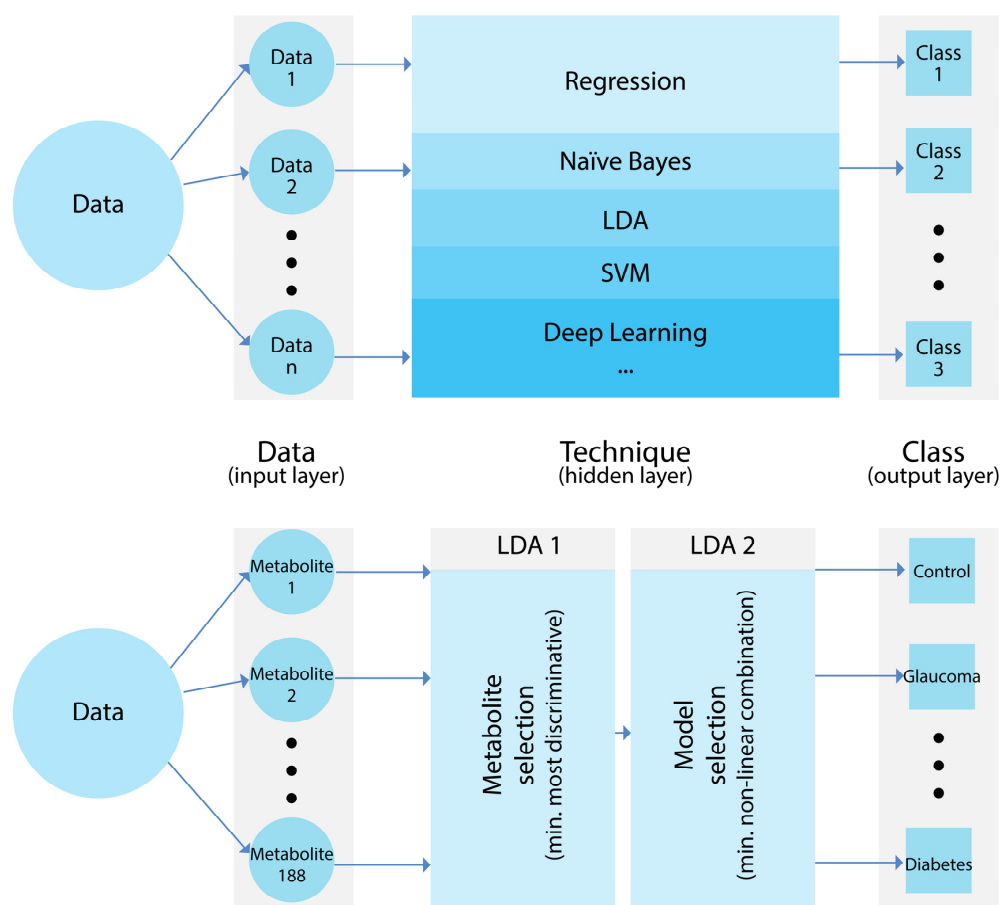 Data
Data
1
Data
2
Data
n
Regression
Naïve Bayes
LDA
SVM
Deep Learning
...
Class
1
Class
2
Class
3
Data
(input layer)
Technique
(hidden layer)
Class
(output layer)
Data
Metabolite
1
Metabolite
2
Metabolite
188
LDA 1
Metabolite
selection
(min. most discriminative)
LDA 2
Model
selection
(min. non-linear combination)
Control
Glaucoma
Diabetes